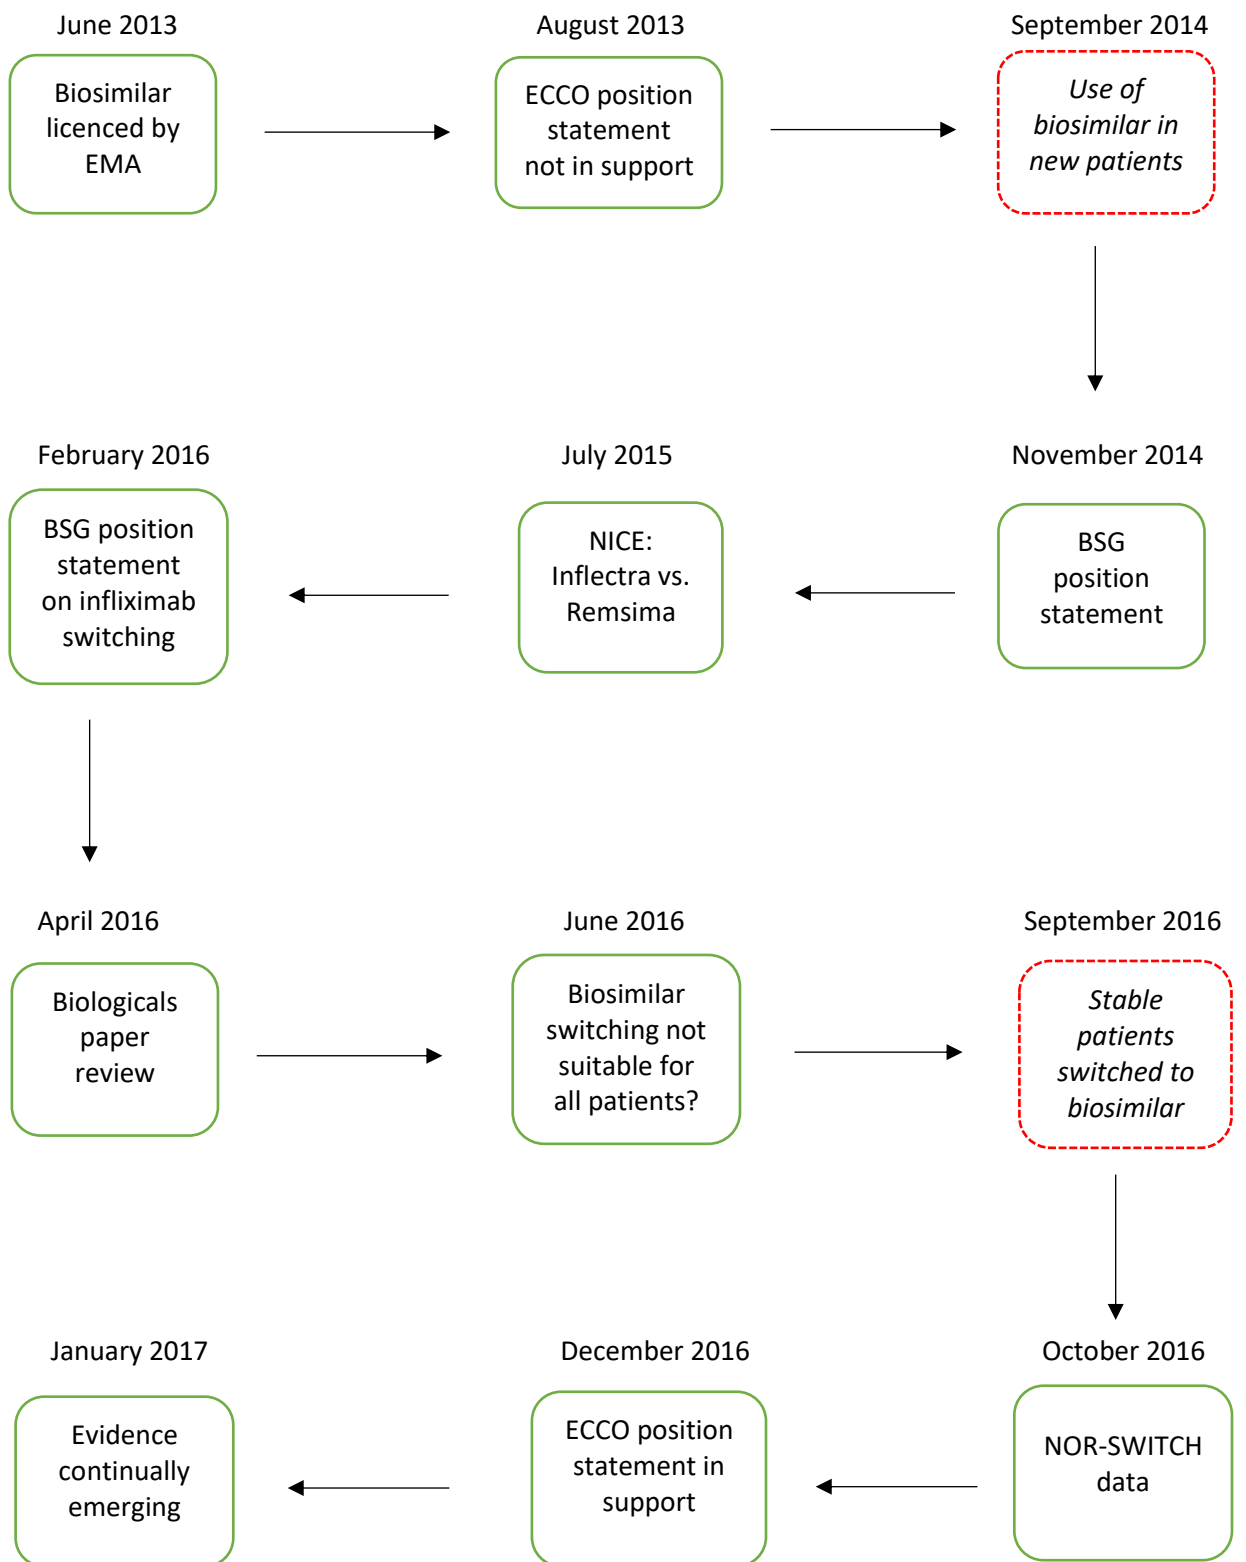 June 2013
Biosimilar
licenced by
EMA
August 2013
ECCO position
statement
not in support
September 2014
Use of
biosimilar in
new patients
November 2014
BSG
position
statement
July 2015
NICE:
Inflectra vs.
Remsima
February 2016
BSG position
statement
on infliximab
switching
April 2016
Biologicals
paper
review
June 2016
Biosimilar
switching not
suitable for
all patients?
September 2016
Stable
patients
switched to
biosimilar
October 2016
NOR-SWITCH
data
December 2016
ECCO position
statement in
support
January 2017
Evidence
continually
emerging